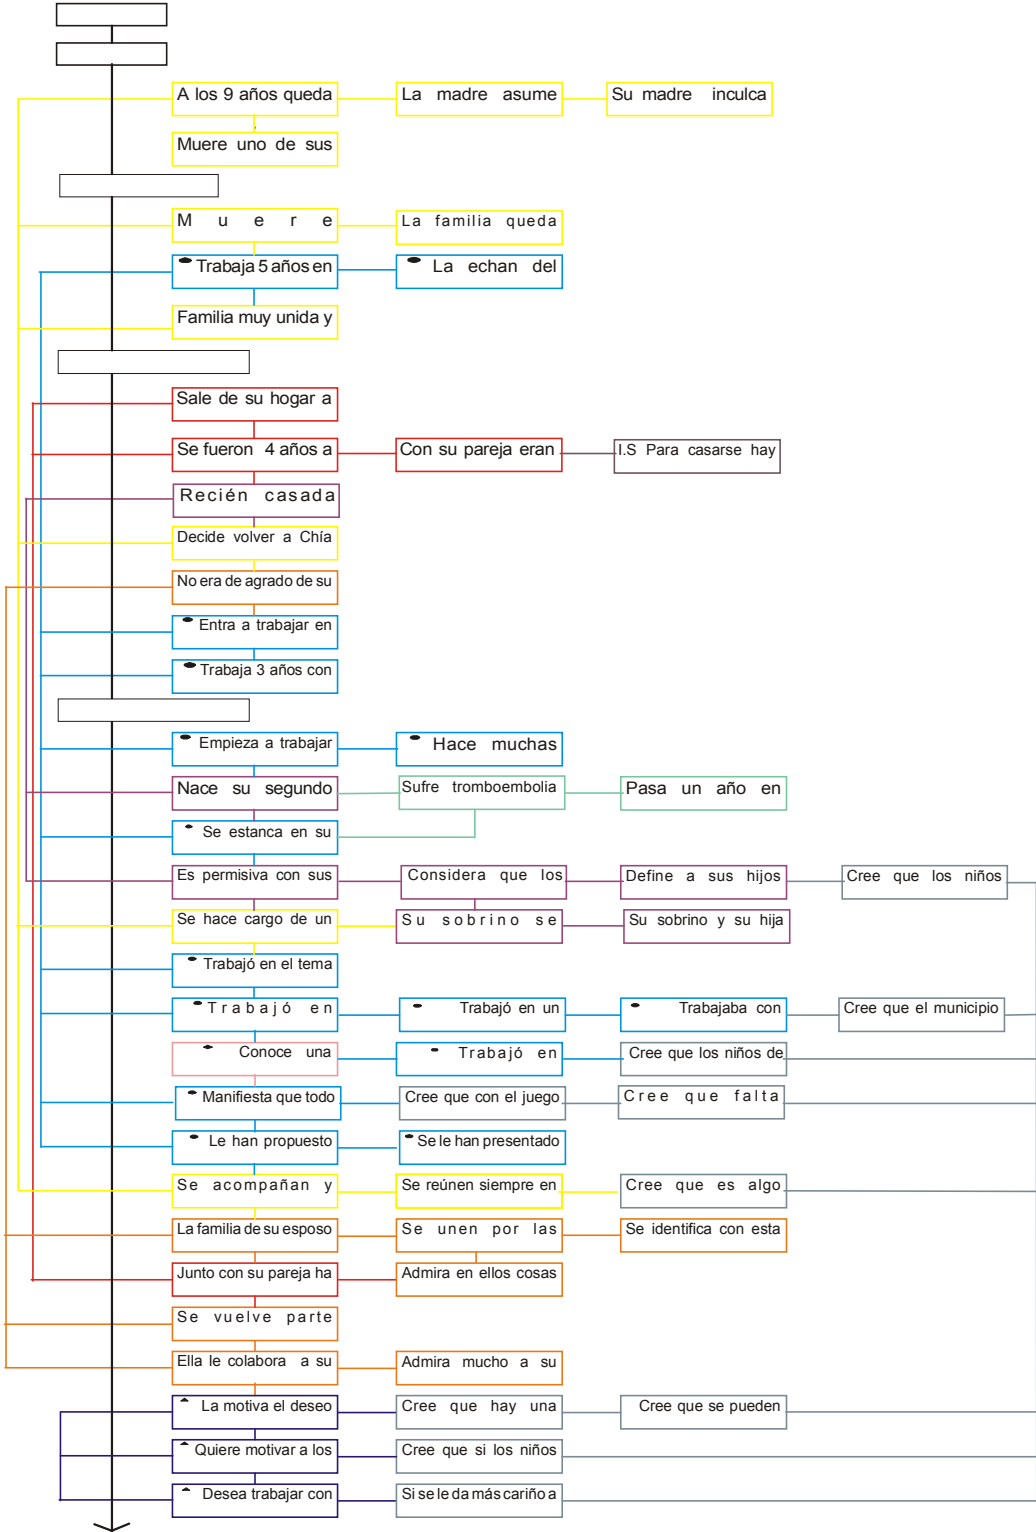 A los 9 años queda
La madre asume
Su madre inculca
Muere uno de sus
Muere
La familia queda
Trabaja 5 años en
La echan del
Familia muy unida y
Sale de su hogar a
Se fueron 4 años a
Con su pareja eran
I.S Para casarse hay
Recién casada
Decide volver a Chía
No era de agrado de su
Entra a trabajar en
Trabaja 3 años con
Empieza a trabajar
Hace muchas
Nace su segundo
Sufre tromboembolia
Pasa un año en
Se estanca en su
Es permisiva con sus
Considera que los
Define a sus hijos
Cree que los niños
Se hace cargo de un
Su sobrino se
Su sobrino y su hija
Trabajó en el tema
Trabajó en
Trabajó en un
Trabajaba con
Cree que el municipio
Conoce una
Trabajó en
Cree que los niños de
Manifiesta que todo
Cree que con el juego
Cree que falta
Le han propuesto
Se le han presentado
Se acompañan y
Se reúnen siempre en
Cree que es algo
La familia de su esposo
Se unen por las
Se identifica con esta
Junto con su pareja ha
Admira en ellos cosas
Se vuelve parte
Ella le colabora a su
Admira mucho a su
La motiva el deseo
Cree que hay una
Cree que se pueden
Quiere motivar a los
Cree que si los niños
Desea trabajar con
Si se le da más cariño a